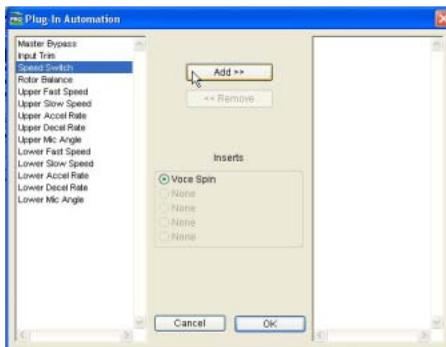 Plug-In Automation
Master Bypass
Input Trim
Speed Switch
Rotor Balance
Upper Fast Speed
Upper Slow Speed
Upper Accel Rate
Upper Decel Rate
Upper Mic Angle
Lower Fast Speed
Lower Slow Speed
Lower Accel Rate
Lower Decel Rate
Lower Mic Angle
Add >>
<< Remove
Inserts
Voce Spin
None
None
None
None
Cancel
OK